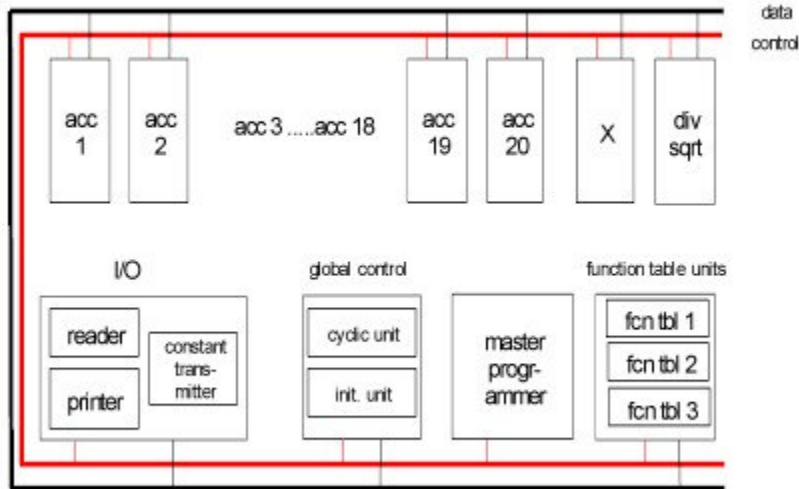 data
control
acc
1
acc
2
acc 3 .....acc 18
acc
19
acc
20
X
div
sqrt
I/O
reader
printer
constant
trans-
mitter
global control
cyclic unit
init. unit
master
progr-
ammer
function table units
fcn tbl 1
fcn tbl 2
fcn tbl 3